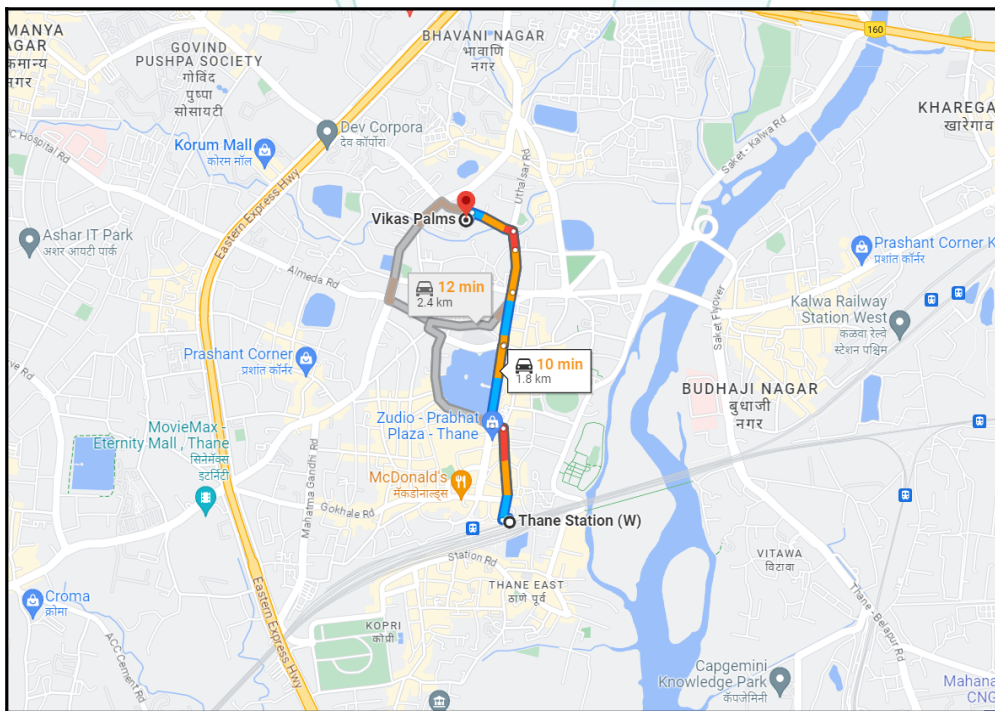 MANYA
AGAR
कमान्य
नगर
GOVIND
PUSHPA SOCIETY
गोविंद
पुष्पा
सोसायटी
BHAVANI NAGAR
भावाणि
नगर
160
KHAREGA
खारेगाव
Dev Corpora
देव कॉर्पोरा
Korum Mall
कोरम मॉल
Hospital Rd
Eastern Express Hwy
Uthalsar Rd
Saket - Kalwa Rd
Vikas Palms
Ashar IT Park
अशर आयटी पार्क
Almeda Rd
12 min
2.4 km
Prashant Corner K
प्रशांत कॉर्नर
Kalwa Railway
Station West
कळवा रेल्वे
स्टेशन पश्चिम
Saket Flyover
Prashant Corner
प्रशांत कॉर्नर
10 min
1.8 km
BUDHAJI NAGAR
बुधाजी
नगर
Zudio - Prabhat
Plaza - Thane
MovieMax -
Eternity Mall , Thane
सिनेमॅक्स
इटर्निटी
Mahatma Gandhi Rd
McDonald's
मॅकडोनाल्ड्स
Gokhale Rd
Thane Station (W)
Station Rd
VITAWA
विटावा
THANE EAST
ठाणे पूर्व
Thane - Belapur Rd
Croma
क्रोमा
Eastern Express Hwy
KOPRI
कोपी
ACC Cement Rd
Capgemini
Knowledge Park
कॅपजेमिनी
Mahana
CNG